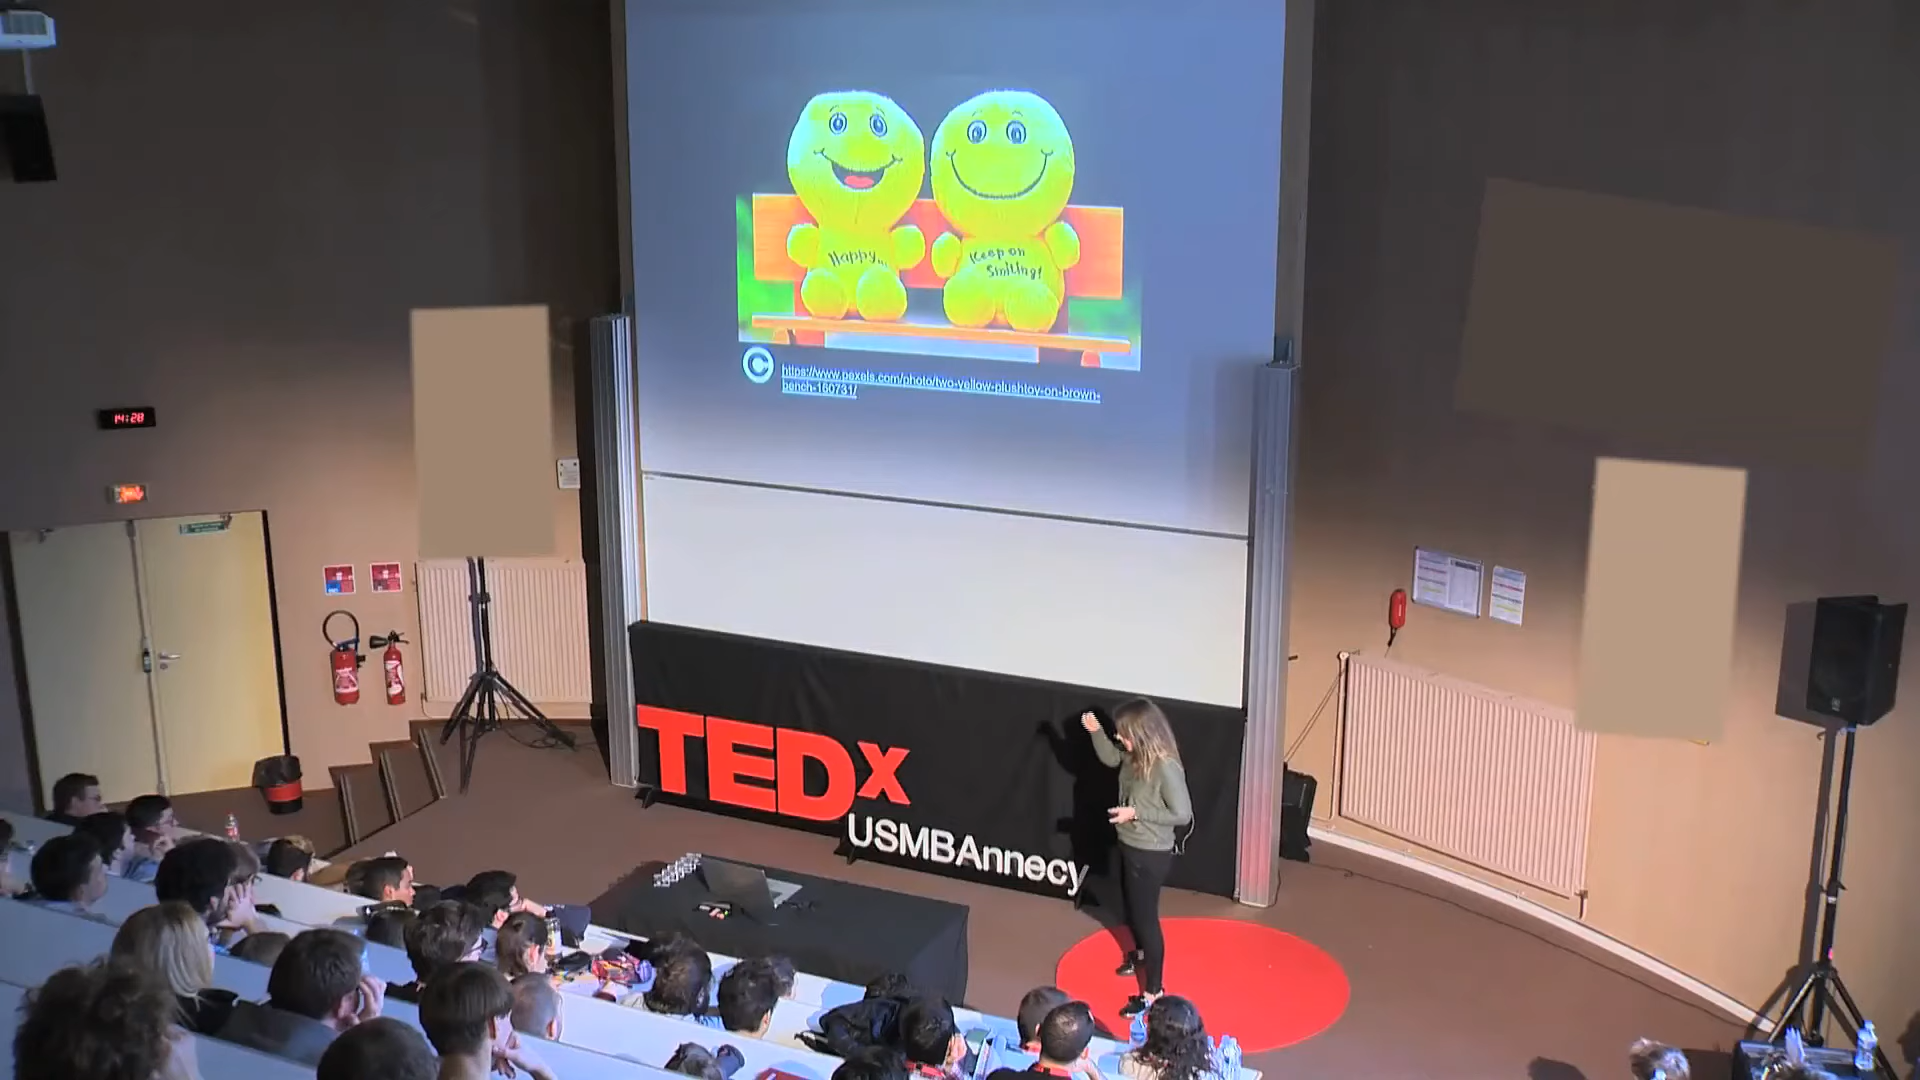 Happy...
Keep on
Smiling!
©
https://www.pexels.com/photo/two-yellow-plushtoy-on-brown-
bench-160731/
14:28
TEDx
USMBAnnecy